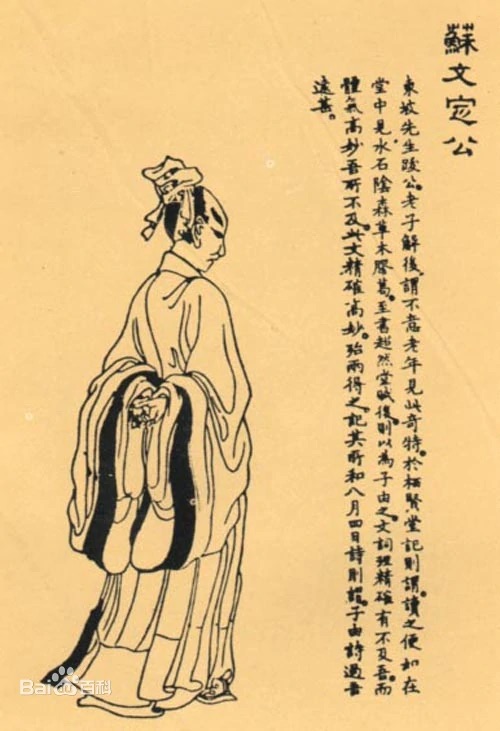 蘇文定公
東坡先生跋公老子解後。謂不意老年見此奇特。於栖賢堂記則謂。讀之便如在
堂中見水石陰森草木膠葛。至書超然堂賦後。則以為子由之文詞理精確有不及吾。而
體氣高妙吾所不及。此文精確高妙。殆兩得之。記其所和八月四日詩則謂。子由詩過吾
遠甚。
Bai百科